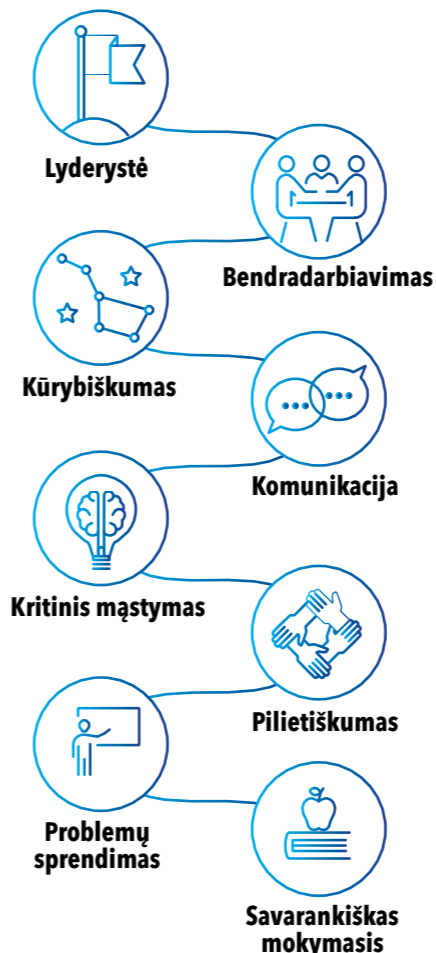 Lyderystė
Bendradarbiavimas
Kūrybiškumas
Komunikacija
Kritinis mąstymas
Pilietiškumas
Problemų
sprendimas
Savarankiškas
mokymasis